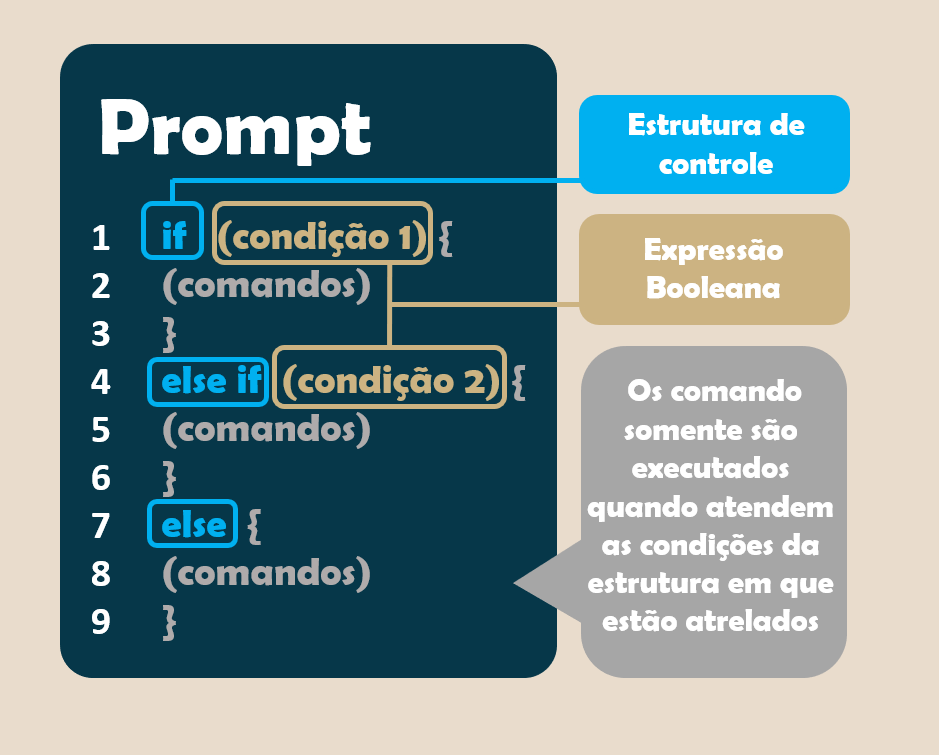 Prompt
1 if (condição 1) {
2 (comandos)
3 }
4 else if (condição 2) {
5 (comandos)
6 }
7 else {
8 (comandos)
9 }
Estrutura de
controle
Expressão
Booleana
Os comando
somente são
executados
quando atendem
as condições da
estrutura em que
estão atrelados